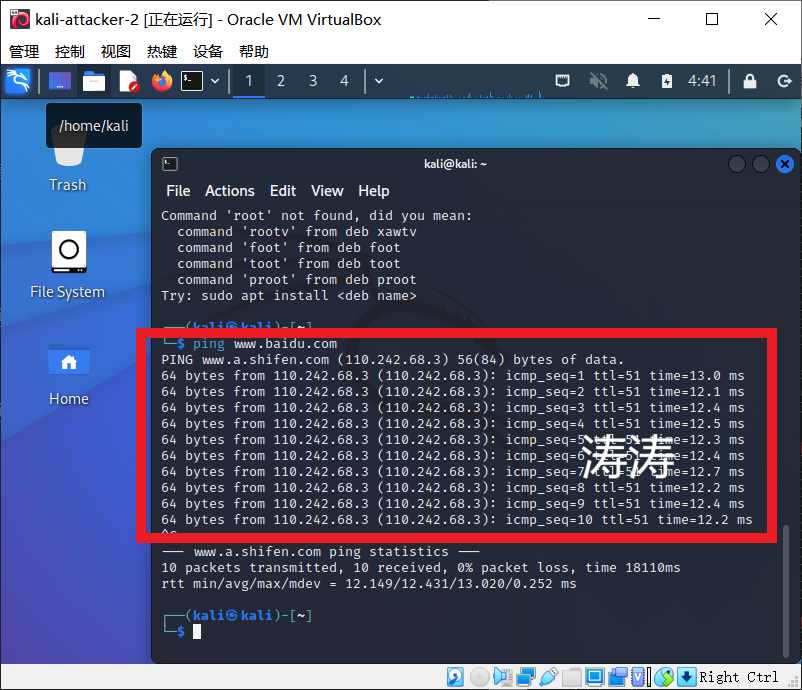 kali-attacker-2 [正在运行] - Oracle VM VirtualBox
管理 控制 视图 热键 设备 帮助
1 2 3 4 4:41
/home/kali
Trash
File System
Home
kali@kali: ~
File Actions Edit View Help
Command 'root' not found, did you mean:
command 'rootv' from deb xawtv
command 'foot' from deb foot
command 'toot' from deb toot
command 'proot' from deb proot
Try: sudo apt install <deb name>
┌──(kali㉿kali)-[~]
└─$ ping www.baidu.com
PING www.a.shifen.com (110.242.68.3) 56(84) bytes of data.
64 bytes from 110.242.68.3 (110.242.68.3): icmp_seq=1 ttl=51 time=13.0 ms
64 bytes from 110.242.68.3 (110.242.68.3): icmp_seq=2 ttl=51 time=12.1 ms
64 bytes from 110.242.68.3 (110.242.68.3): icmp_seq=3 ttl=51 time=12.4 ms
64 bytes from 110.242.68.3 (110.242.68.3): icmp_seq=4 ttl=51 time=12.5 ms
64 bytes from 110.242.68.3 (110.242.68.3): icmp_seq=5 ttl=51 time=12.3 ms
64 bytes from 110.242.68.3 (110.242.68.3): icmp_seq=6 ttl=51 time=12.4 ms
64 bytes from 110.242.68.3 (110.242.68.3): icmp_seq=7 ttl=51 time=12.7 ms
64 bytes from 110.242.68.3 (110.242.68.3): icmp_seq=8 ttl=51 time=12.2 ms
64 bytes from 110.242.68.3 (110.242.68.3): icmp_seq=9 ttl=51 time=12.4 ms
64 bytes from 110.242.68.3 (110.242.68.3): icmp_seq=10 ttl=51 time=12.2 ms
涛涛
^C
--- www.a.shifen.com ping statistics ---
10 packets transmitted, 10 received, 0% packet loss, time 18110ms
rtt min/avg/max/mdev = 12.149/12.431/13.020/0.252 ms
┌──(kali㉿kali)-[~]
└─$
Right Ctrl